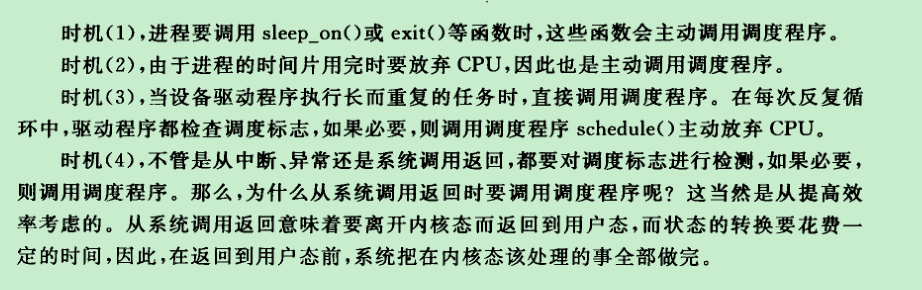 时机(1),进程要调用 sleep_on()或 exit()等函数时,这些函数会主动调用调度程序。
时机(2),由于进程的时间片用完时要放弃 CPU,因此也是主动调用调度程序。
时机(3),当设备驱动程序执行长而重复的任务时,直接调用调度程序。在每次反复循
环中,驱动程序都检查调度标志,如果必要,则调用调度程序 schedule()主动放弃 CPU。
时机(4),不管是从中断、异常还是系统调用返回,都要对调度标志进行检测,如果必要,
则调用调度程序。那么,为什么从系统调用返回时要调用调度程序呢? 这当然是从提高效
率考虑的。从系统调用返回意味着要离开内核态而返回到用户态,而状态的转换要花费一
定的时间,因此,在返回到用户态前,系统把在内核态该处理的事全部做完。